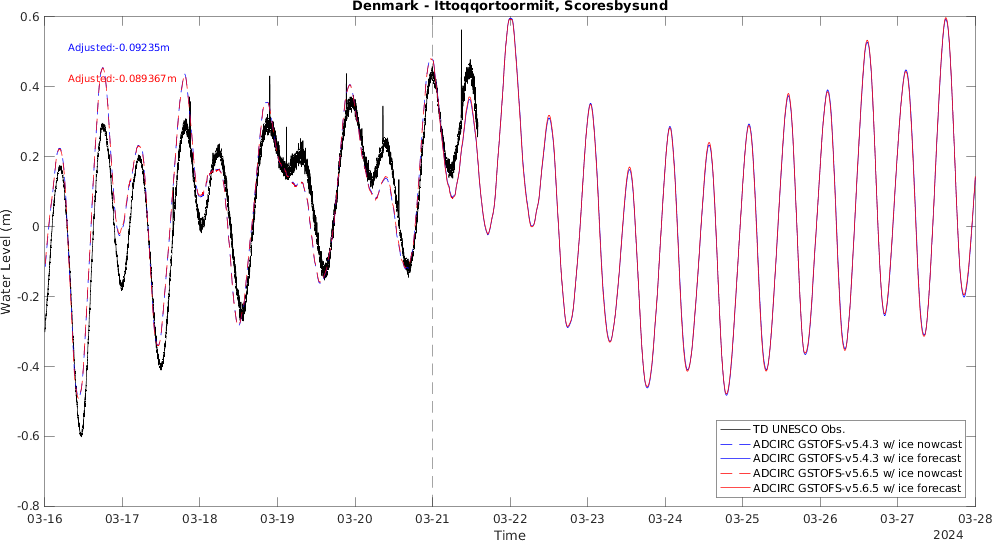 Denmark - Ittoqqortoormiit, Scoresbysund
Adjusted:-0.09235m
Adjusted:-0.089367m
Water Level (m)
0.6
0.4
0.2
0
-0.2
-0.4
-0.6
-0.8
TD UNESCO Obs.
ADCIRC GSTOFS-v5.4.3 w/ ice nowcast
ADCIRC GSTOFS-v5.4.3 w/ ice forecast
ADCIRC GSTOFS-v5.6.5 w/ ice nowcast
ADCIRC GSTOFS-v5.6.5 w/ ice forecast
03-16 03-17 03-18 03-19 03-20 03-21 03-22 03-23 03-24 03-25 03-26 03-27 03-28
Time
2024